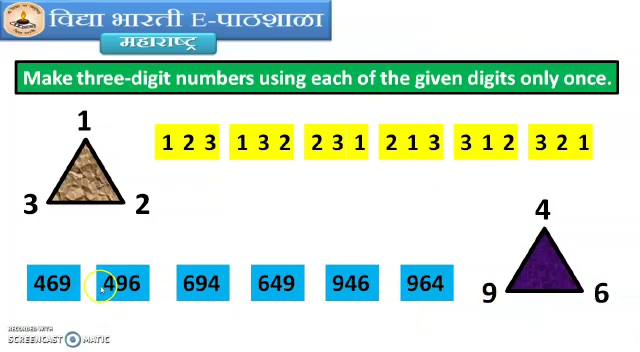 विद्या भारती E-पाठशाळा
महाराष्ट्र
Make three-digit numbers using each of the given digits only once.
1
3 2
1 2 3 1 3 2 2 3 1 2 1 3 3 1 2 3 2 1
4
9 6
469 496 694 649 946 964
RECORDED WITH
SCREENCAST MATIC